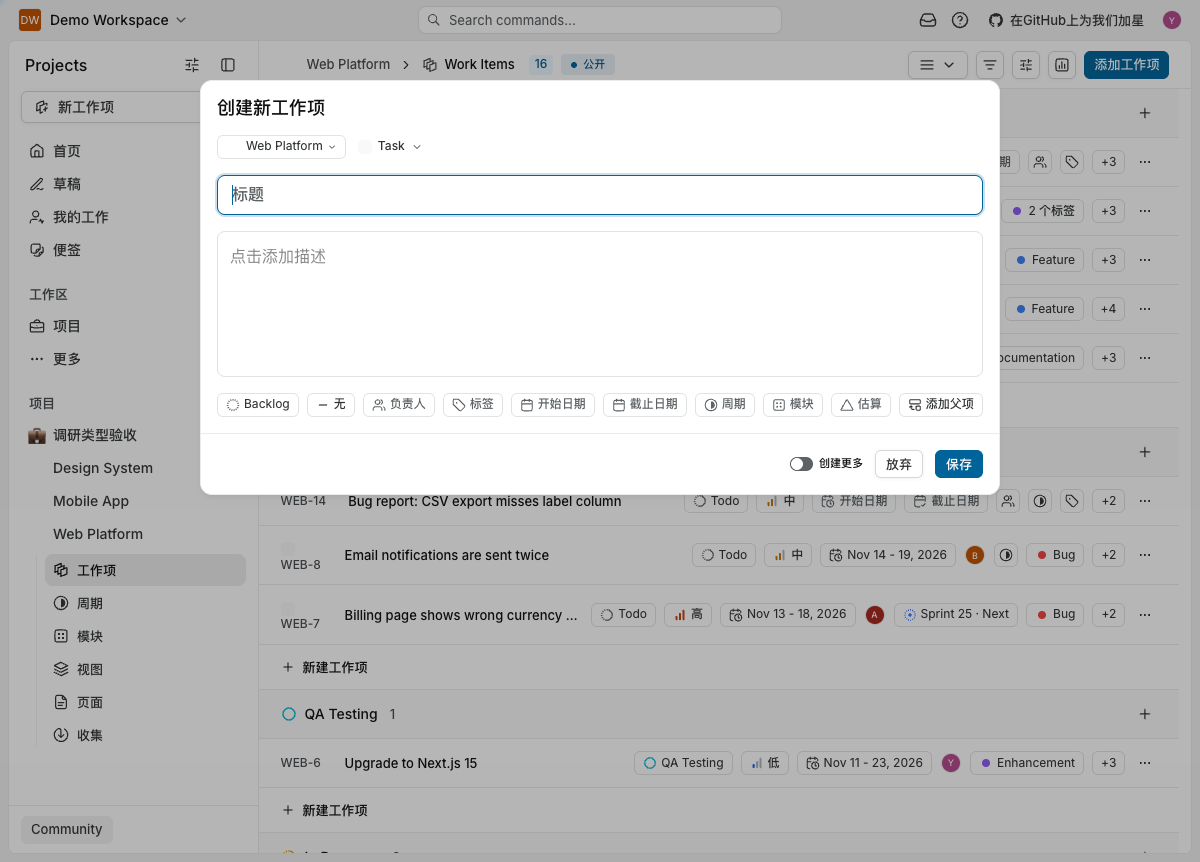 DW Demo Workspace
Search commands...
在GitHub上为我们加星
Y
Projects
Web Platform
Work Items
16
公开
添加工作项
新工作项
首页
草稿
我的工作
便签
工作区
项目
更多
项目
调研类型验收
Design System
Mobile App
Web Platform
工作项
周期
模块
视图
页面
收集
Community
创建新工作项
Web Platform
Task
标题
点击添加描述
Backlog
无
负责人
标签
开始日期
截止日期
周期
模块
估算
添加父项
创建更多
放弃
保存
期
+3
2 个标签
+3
Feature
+3
Feature
+4
ocumentation
+3
WEB-14 Bug report: CSV export misses label column Todo 中 开始日期 截止日期 +2
WEB-8 Email notifications are sent twice Todo 中 Nov 14 - 19, 2026 B Bug +2
WEB-7 Billing page shows wrong currency ... Todo 高 Nov 13 - 18, 2026 A Sprint 25 · Next Bug +2
新建工作项
QA Testing 1
WEB-6 Upgrade to Next.js 15 QA Testing 低 Nov 11 - 23, 2026 Y Enhancement +3
新建工作项